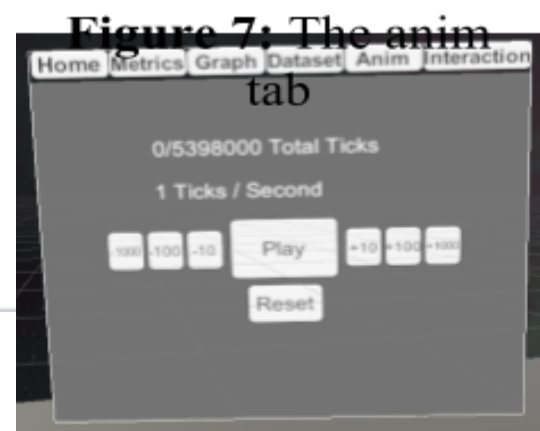 Figure 7: The anim
tab
Home Metrics Graph Dataset Anim Interaction
0/5398000 Total Ticks
1 Ticks / Second
-1000 -100 -10 Play +10 +100 +1000
Reset